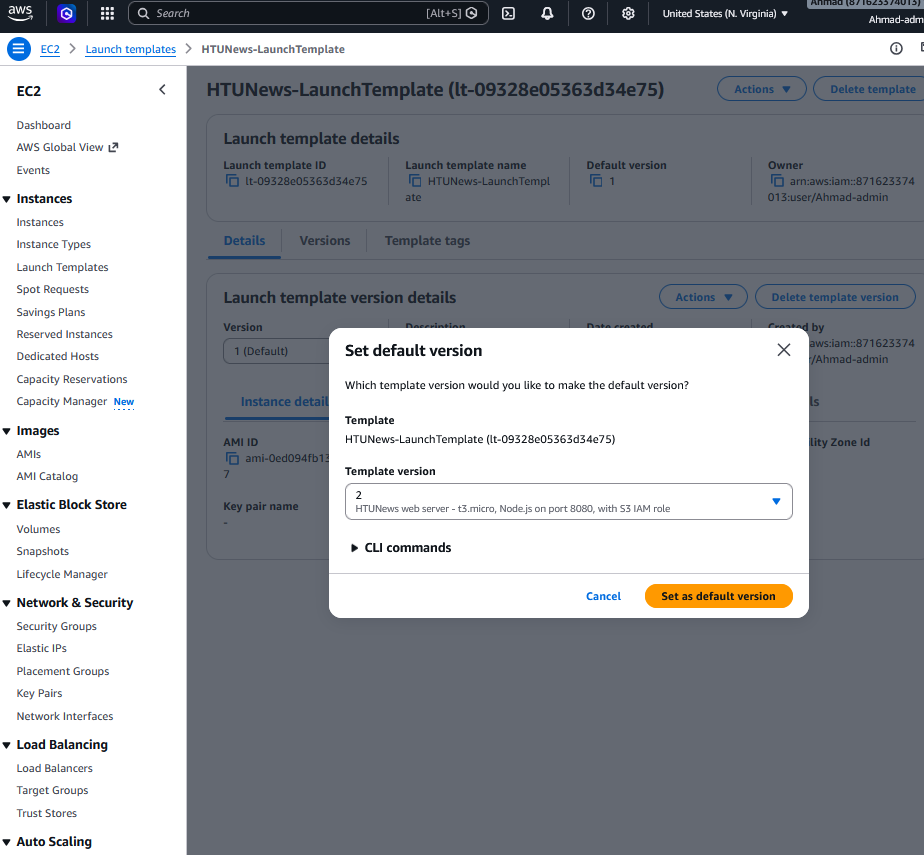 aws
Search
[Alt+S]
United States (N. Virginia)
Ahmad (871623374013)
Ahmad-adm
EC2
Launch templates
HTUNews-LaunchTemplate
EC2
Dashboard
AWS Global View
Events
Instances
Instances
Instance Types
Launch Templates
Spot Requests
Savings Plans
Reserved Instances
Dedicated Hosts
Capacity Reservations
Capacity Manager New
Images
AMIs
AMI Catalog
Elastic Block Store
Volumes
Snapshots
Lifecycle Manager
Network & Security
Security Groups
Elastic IPs
Placement Groups
Key Pairs
Network Interfaces
Load Balancing
Load Balancers
Target Groups
Trust Stores
Auto Scaling
HTUNews-LaunchTemplate (lt-09328e05363d34e75)
Actions
Delete template
Launch template details
Launch template ID
lt-09328e05363d34e75
Launch template name
HTUNews-LaunchTempl
ate
Default version
1
Owner
arn:aws:iam::871623374
013:user/Ahmad-admin
Details
Versions
Template tags
Launch template version details
Actions
Delete template version
Version
1 (Default)
Description
Date created
Created by
aws:iam::871623374
/Ahmad-admin
Instance detail
ls
AMI ID
ami-0ed094fb13
7
lity Zone Id
Key pair name
-
Set default version
Which template version would you like to make the default version?
Template
HTUNews-LaunchTemplate (lt-09328e05363d34e75)
Template version
2
HTUNews web server - t3.micro, Node.js on port 8080, with S3 IAM role
CLI commands
Cancel
Set as default version